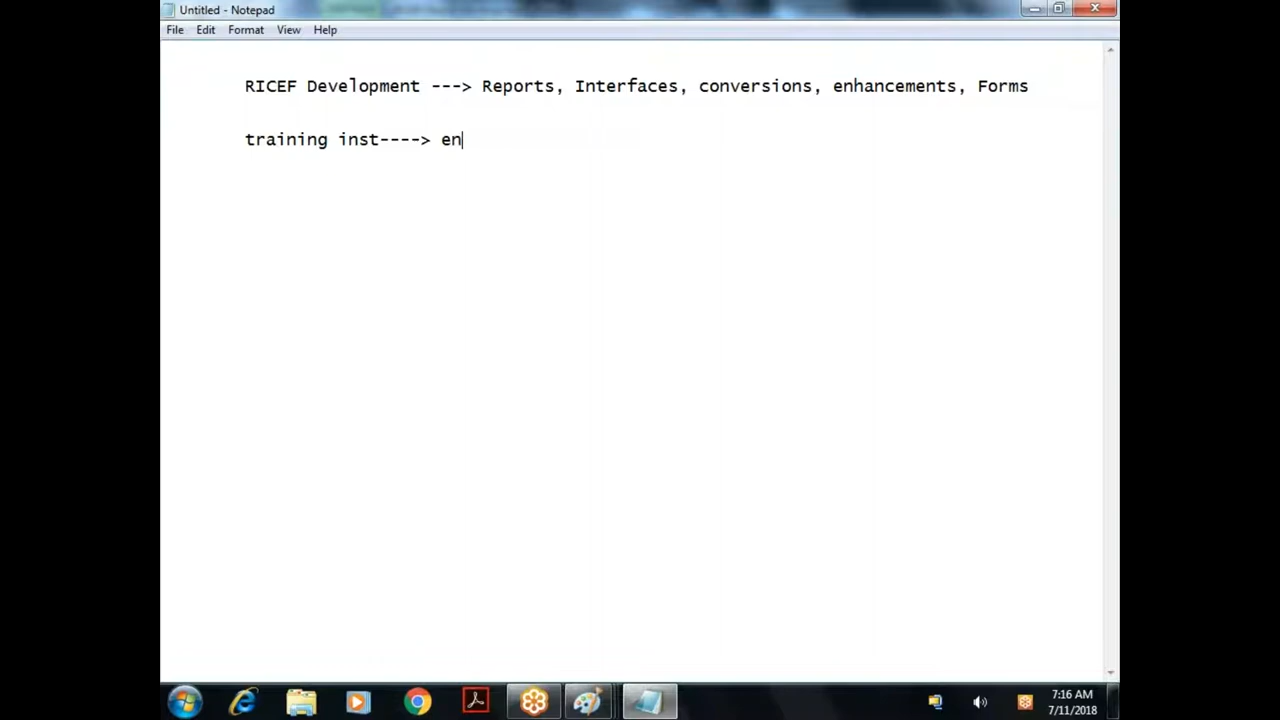 Untitled - Notepad
File Edit Format View Help
RICEF Development ---> Reports, Interfaces, conversions, enhancements, Forms
training inst----> en
7:16 AM
7/11/2018